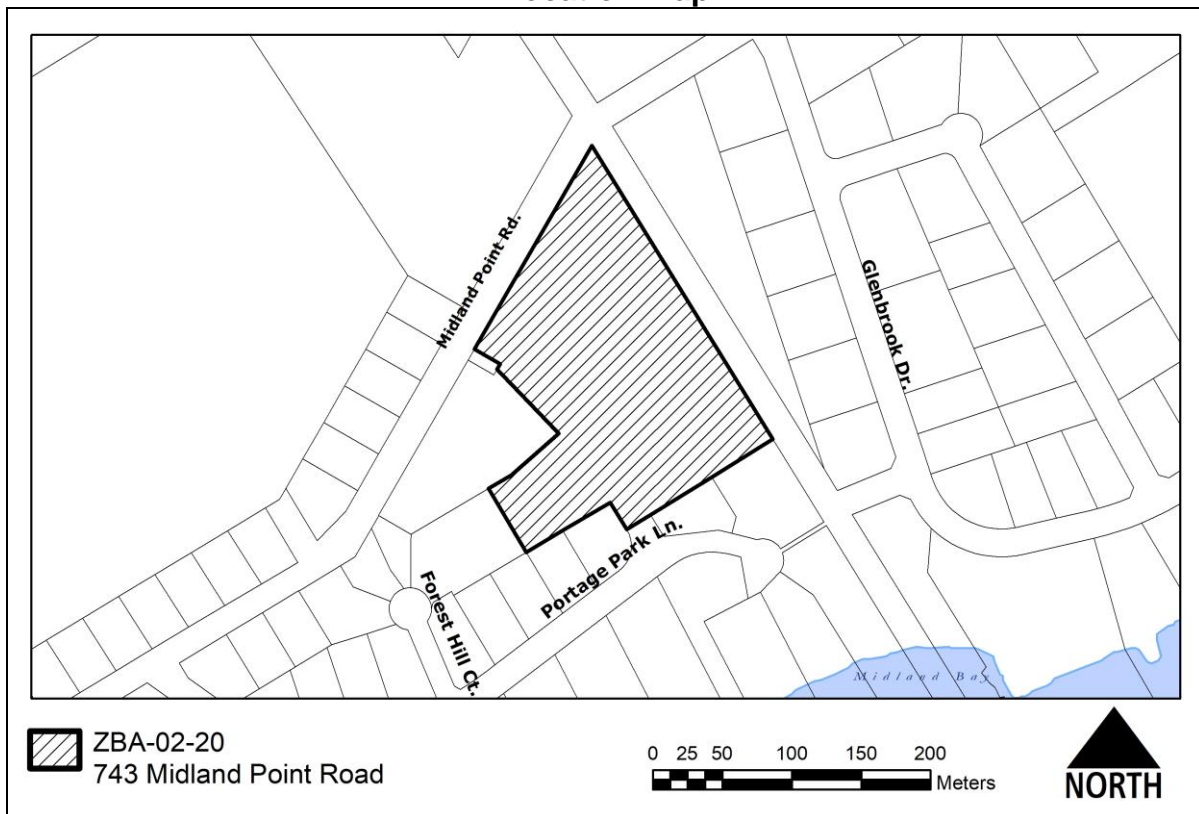 Midland Point Rd.
Glenbrook Dr.
Portage Park Ln.
Forest Hill Ct.
Midland Bay
ZBA-02-20
743 Midland Point Road
0 25 50 100 150 200
Meters
NORTH